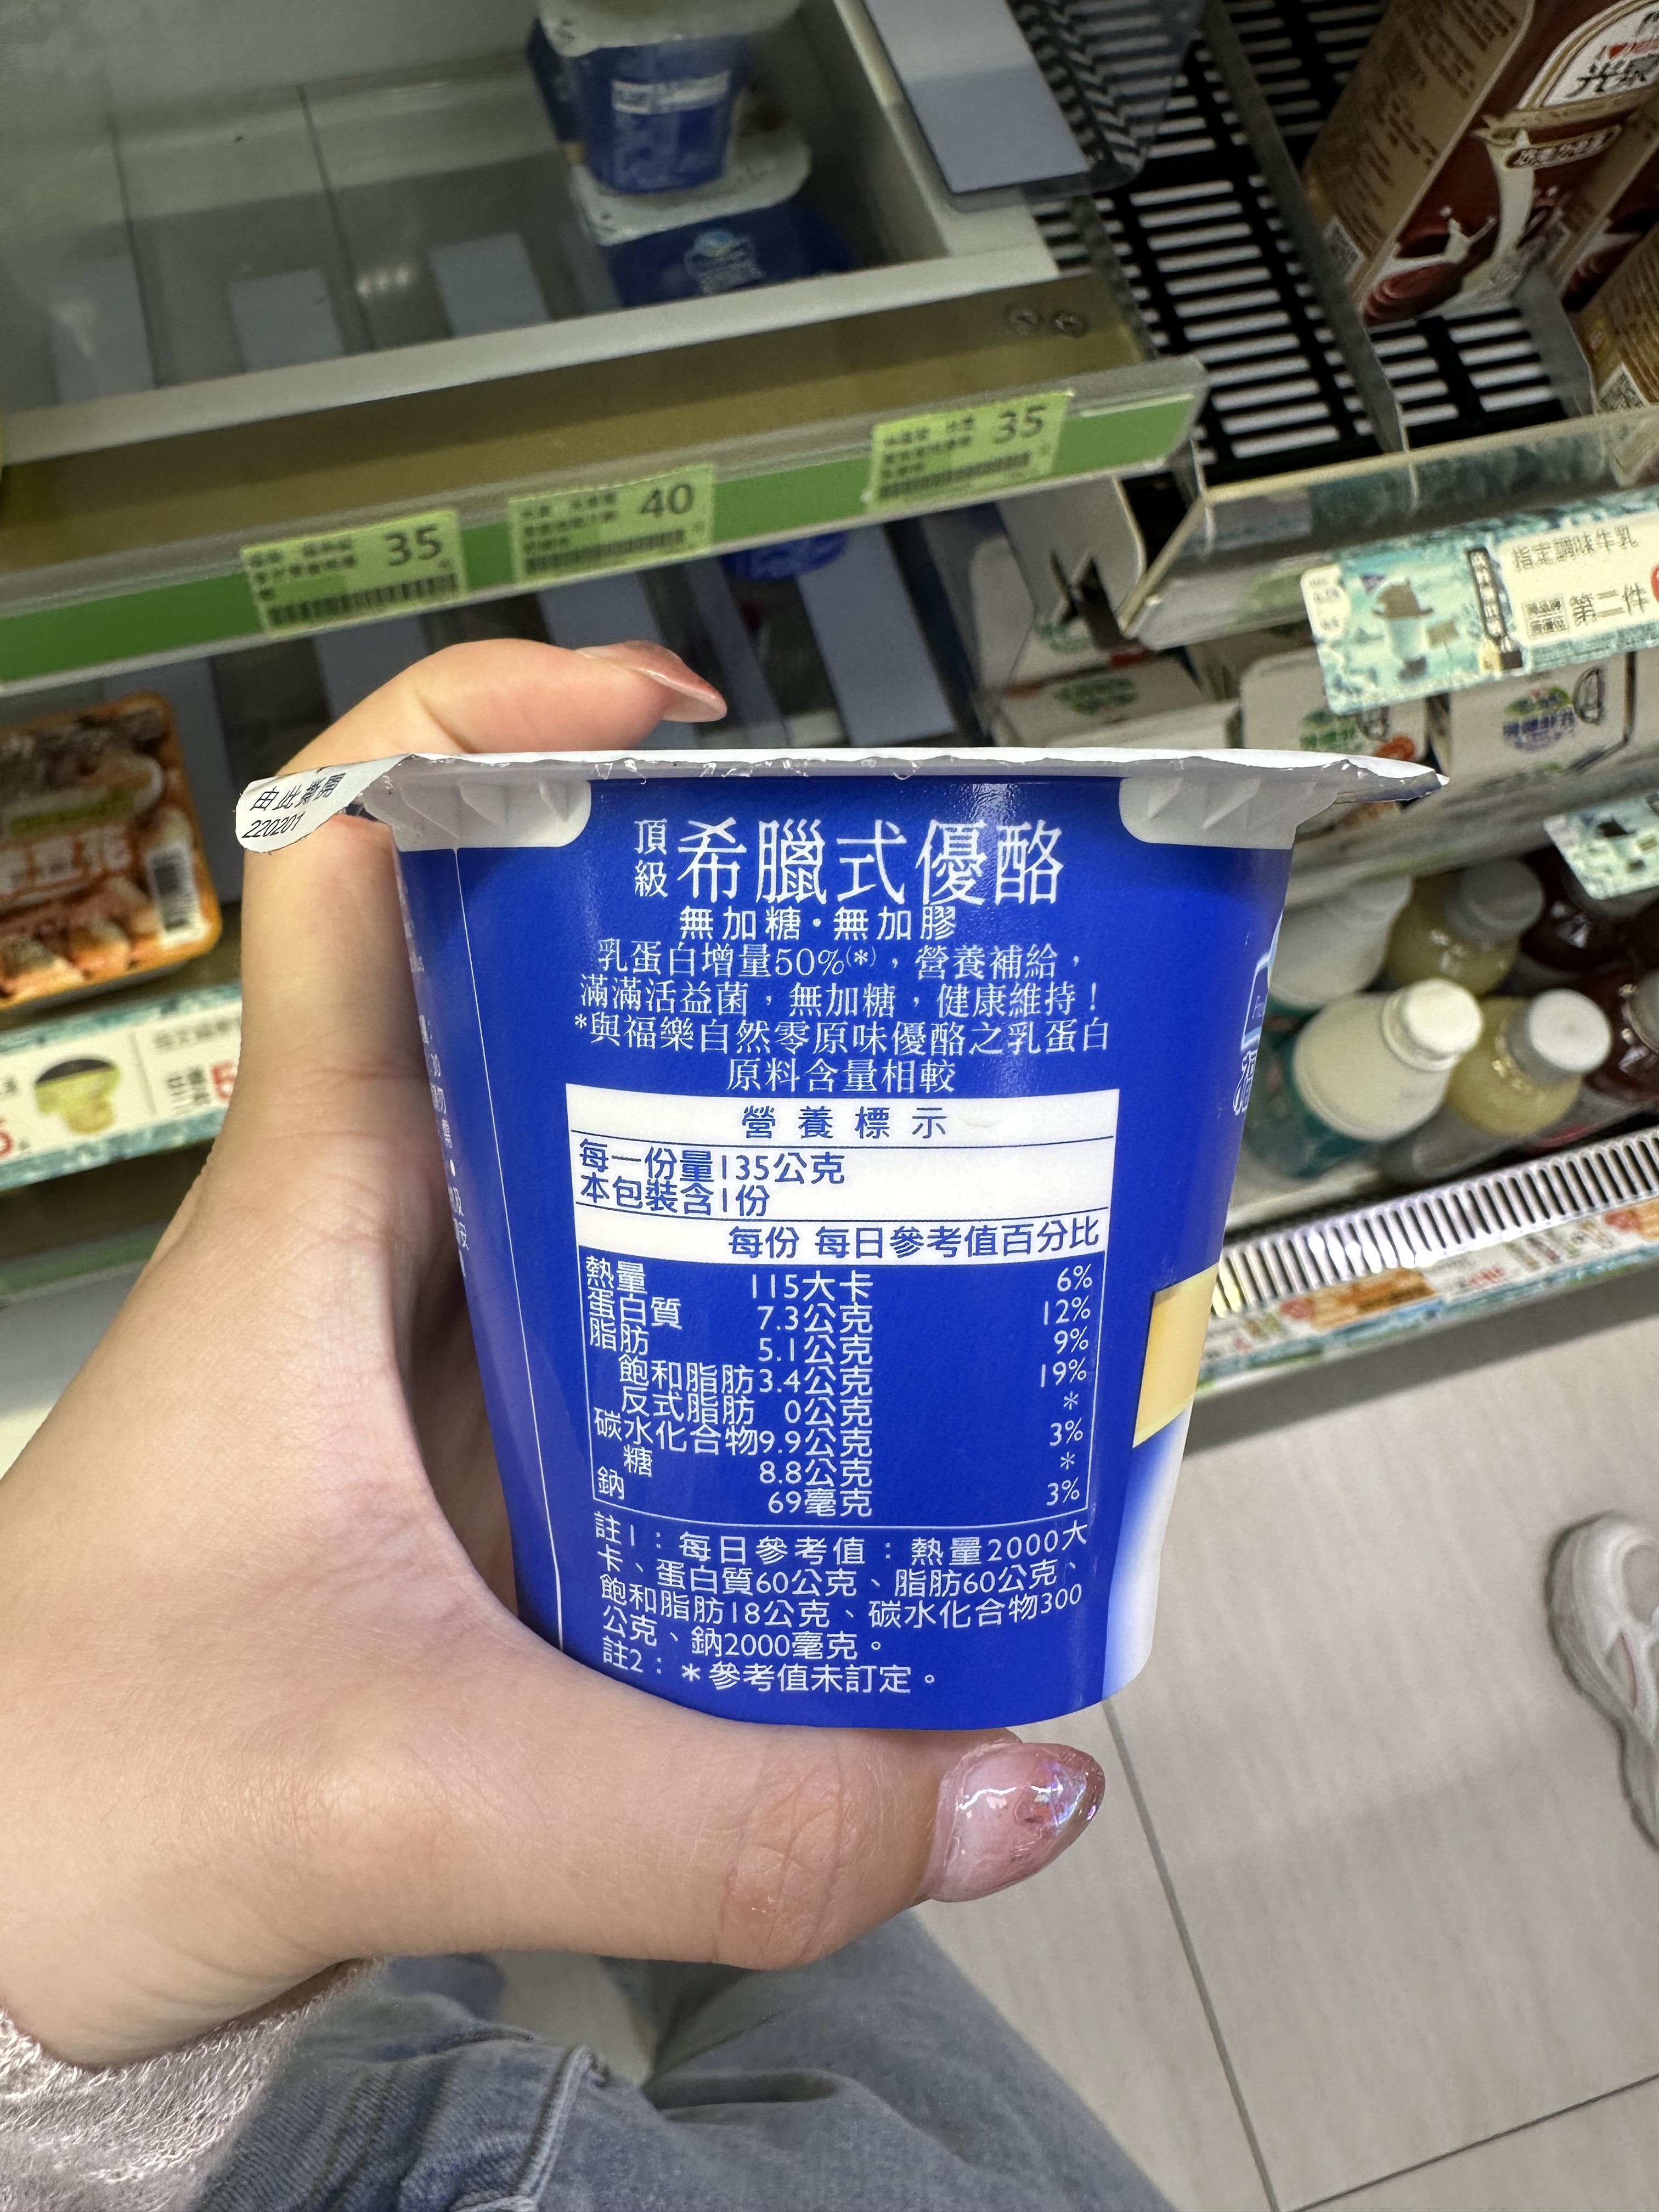 35
40
35
指定調味牛乳
第二件
由此撕開
220201
頂級 希臘式優酪
無加糖・無加膠
乳蛋白增量50%(*)，營養補給，
滿滿活益菌，無加糖，健康維持！
*與福樂自然零原味優酪之乳蛋白
原料含量相較
營養標示
每一份量135公克
本包裝含1份
每份 每日參考值百分比
熱量 115大卡 6%
蛋白質 7.3公克 12%
脂肪 5.1公克 9%
飽和脂肪3.4公克 19%
反式脂肪 0公克 *
碳水化合物9.9公克 3%
糖 8.8公克 *
鈉 69毫克 3%
註1：每日參考值：熱量2000大
卡、蛋白質60公克、脂肪60公克、
飽和脂肪18公克、碳水化合物300
公克、鈉2000毫克。
註2：＊參考值未訂定。